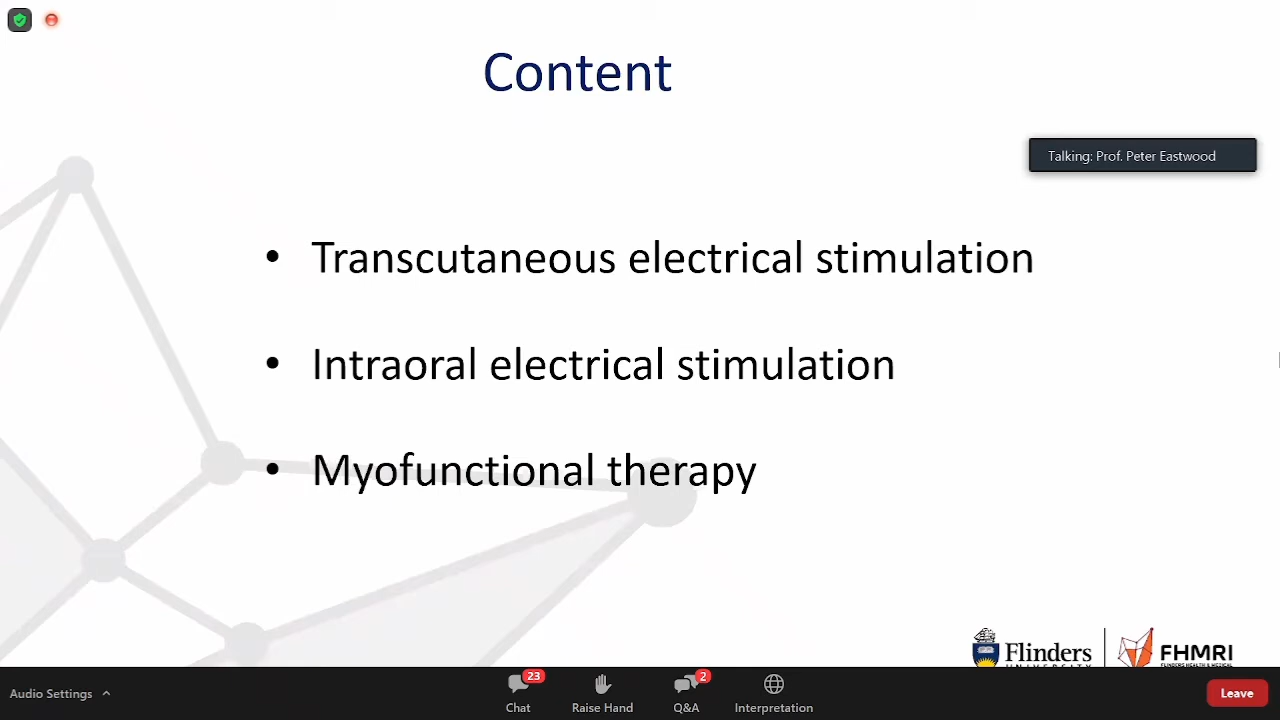 Content
Talking: Prof. Peter Eastwood
• Transcutaneous electrical stimulation
• Intraoral electrical stimulation
• Myofunctional therapy
Flinders
UNIVERSITY
FHMRI
FLINDERS HEALTH & MEDICAL
Audio Settings
23
Chat
Raise Hand
2
Q&A
Interpretation
Leave